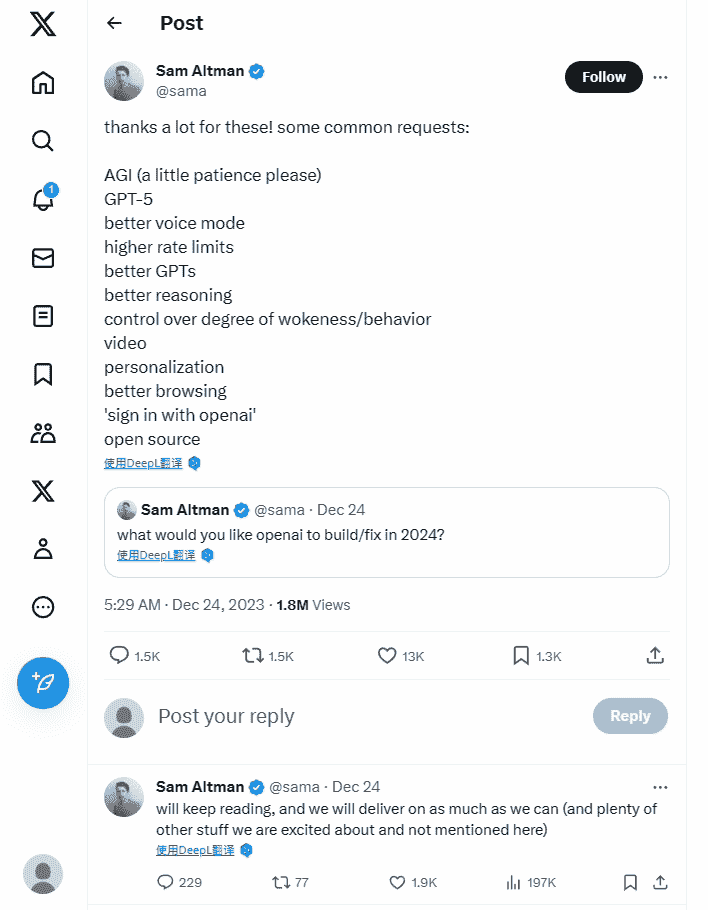 Post
1
Sam Altman
@sama
Follow
thanks a lot for these! some common requests:
AGI (a little patience please)
GPT-5
better voice mode
higher rate limits
better GPTs
better reasoning
control over degree of wokeness/behavior
video
personalization
better browsing
'sign in with openai'
open source
使用DeepL翻译
Sam Altman @sama · Dec 24
what would you like openai to build/fix in 2024?
使用DeepL翻译
5:29 AM · Dec 24, 2023 · 1.8M Views
1.5K 1.5K 13K 1.3K
Post your reply
Reply
Sam Altman @sama · Dec 24
will keep reading, and we will deliver on as much as we can (and plenty of
other stuff we are excited about and not mentioned here)
使用DeepL翻译
229 77 1.9K 197K